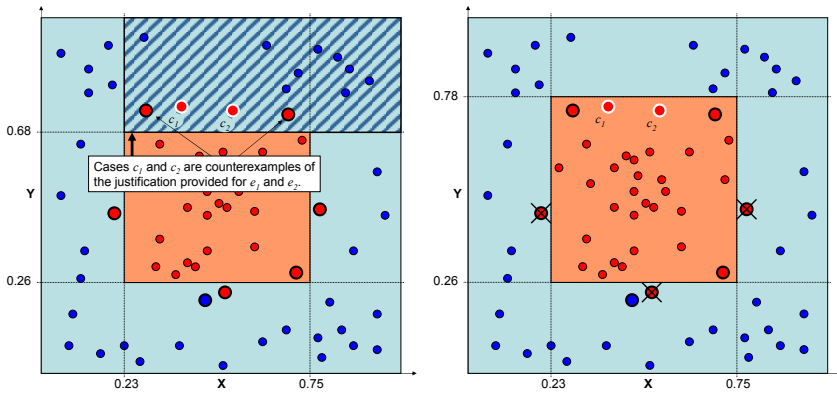 c1
c2
0.68
Cases c1 and c2 are counterexamples of
the justification provided for e1 and e2.
Y
0.26
0.23
X
0.75
0.78
c1
c2
Y
0.26
0.23
X
0.75